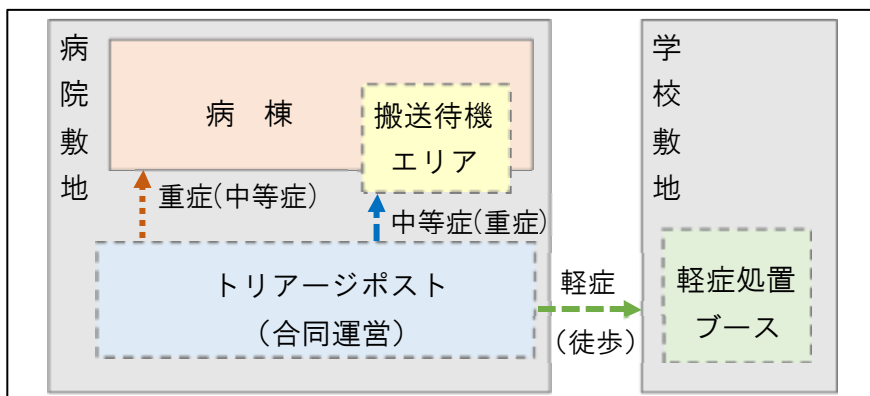 病院敷地
病　棟
搬送待機
エリア
重症(中等症)
中等症(重症)
トリアージポスト
（合同運営）
軽症
（徒歩）
学校敷地
軽症処置
ブース